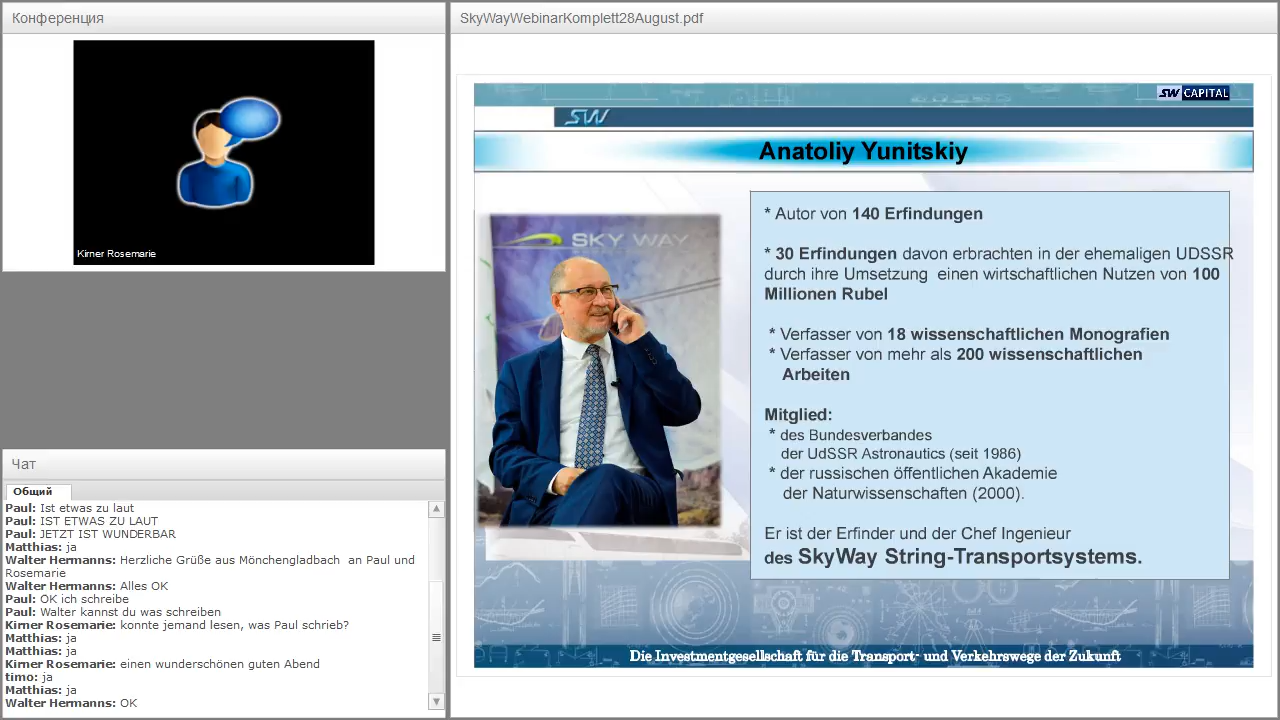 Конференция
Kirner Rosemarie
Чат
Общий
Paul: Ist etwas zu laut
Paul: IST ETWAS ZU LAUT
Paul: JETZT IST WUNDERBAR
Matthias: ja
Walter Hermanns: Herzliche Grüße aus Mönchengladbach  an Paul und
Rosemarie
Walter Hermanns: Alles OK
Paul: OK ich schreibe
Paul: Walter kannst du was schreiben
Kirner Rosemarie: konnte jemand lesen, was Paul schrieb?
Matthias: ja
Matthias: ja
Kirner Rosemarie: einen wunderschönen guten Abend
timo: ja
Matthias: ja
Walter Hermanns: OK
SkyWayWebinarKomplett28August.pdf
SW CAPITAL
SW
Anatoliy Yunitskiy
SKY WAY
* Autor von 140 Erfindungen
* 30 Erfindungen davon erbrachten in der ehemaligen UDSSR
durch ihre Umsetzung  einen wirtschaftlichen Nutzen von 100
Millionen Rubel
* Verfasser von 18 wissenschaftlichen Monografien
* Verfasser von mehr als 200 wissenschaftlichen
Arbeiten
Mitglied:
* des Bundesverbandes
der UdSSR Astronautics (seit 1986)
* der russischen öffentlichen Akademie
der Naturwissenschaften (2000).
Er ist der Erfinder und der Chef Ingenieur
des SkyWay String-Transportsystems.
Die Investmentgesellschaft für die Transport- und Verkehrswege der Zukunft